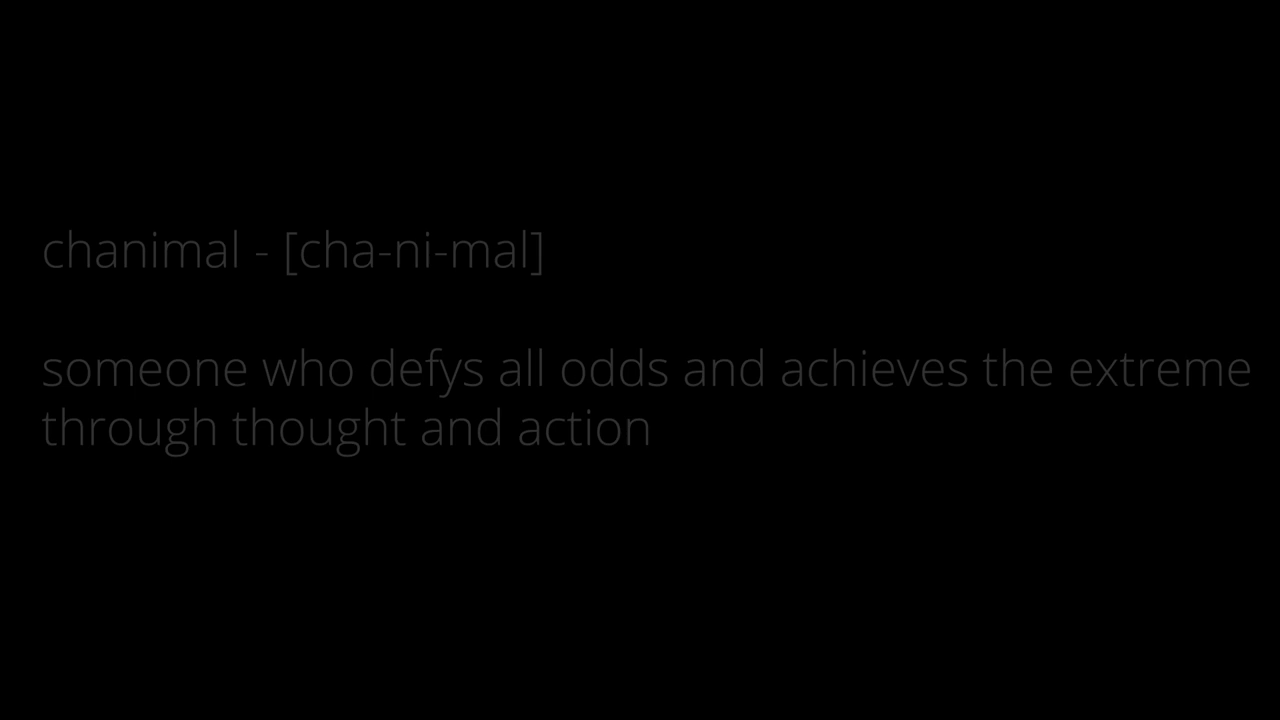 chanimal - [cha-ni-mal]
someone who defys all odds and achieves the extreme
through thought and action